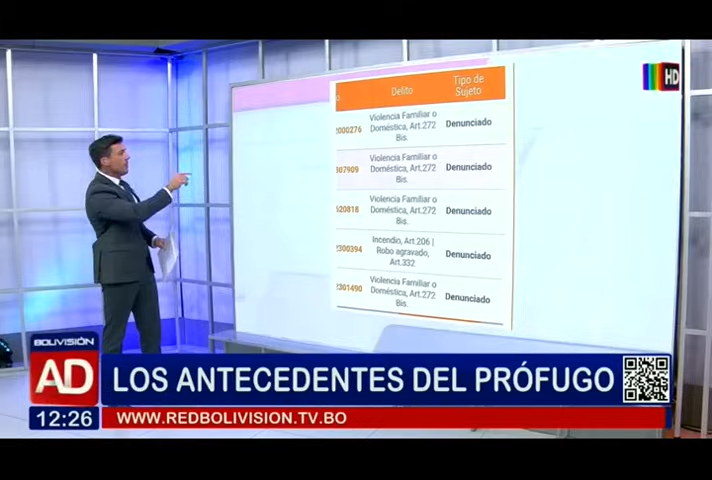 HD
Delito
Tipo de
Sujeto
Violencia Familiar o
Doméstica, Art.272
Bis.
Denunciado
2000276
Violencia Familiar o
Doméstica, Art.272
Bis.
Denunciado
307909
Violencia Familiar o
Doméstica, Art.272
Bis.
Denunciado
620818
Incendio, Art.206 |
Robo agravado,
Art.332
Denunciado
2300394
Violencia Familiar o
Doméstica, Art.272
Bis.
Denunciado
2301490
BOLIVISIÓN
AD
LOS ANTECEDENTES DEL PRÓFUGO
12:26
WWW.REDBOLIVISION.TV.BO